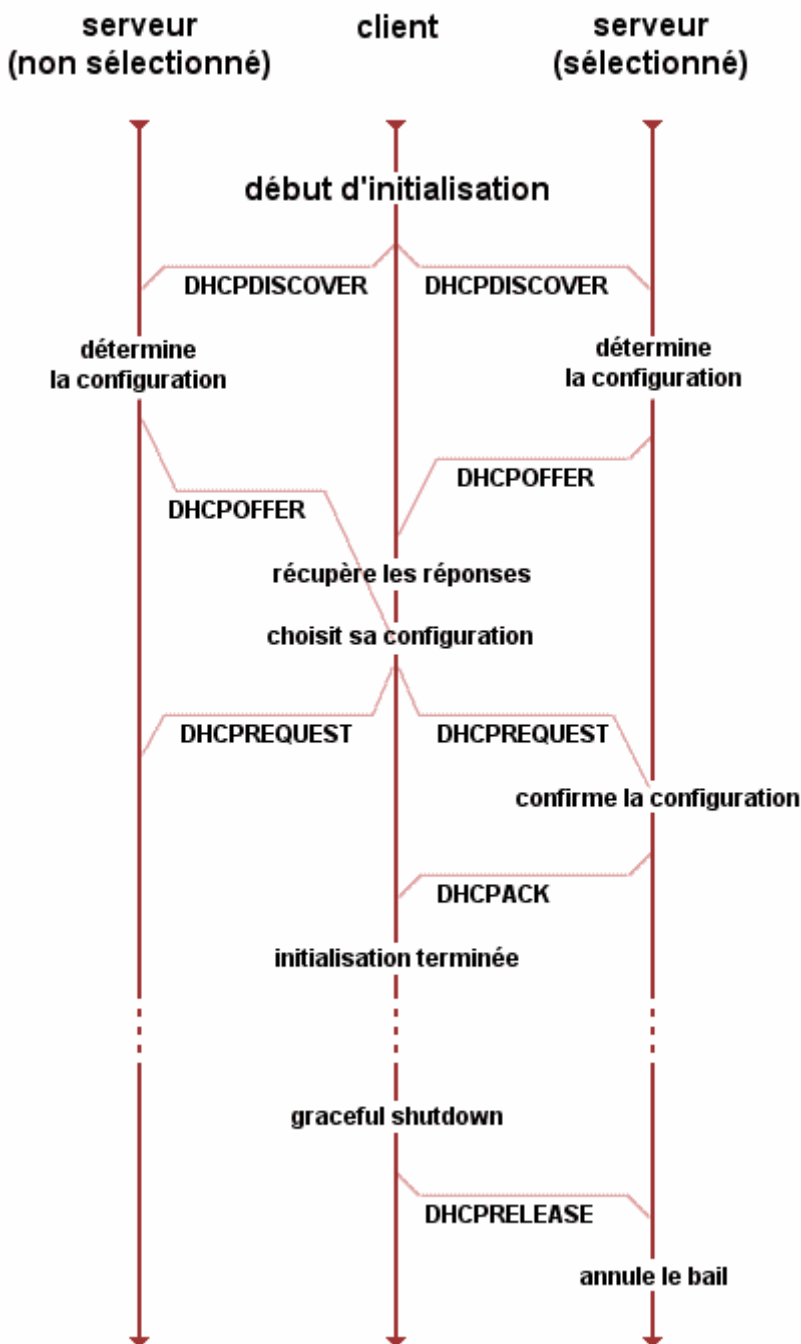 serveur
(non sélectionné)
client
serveur
(sélectionné)
début d'initialisation
DHCPDISCOVER
DHCPDISCOVER
détermine
la configuration
détermine
la configuration
DHCPOFFER
DHCPOFFER
récupère les réponses
choisit sa configuration
DHCPREQUEST
DHCPREQUEST
confirme la configuration
DHCPACK
initialisation terminée
graceful shutdown
DHCPRELEASE
annule le bail